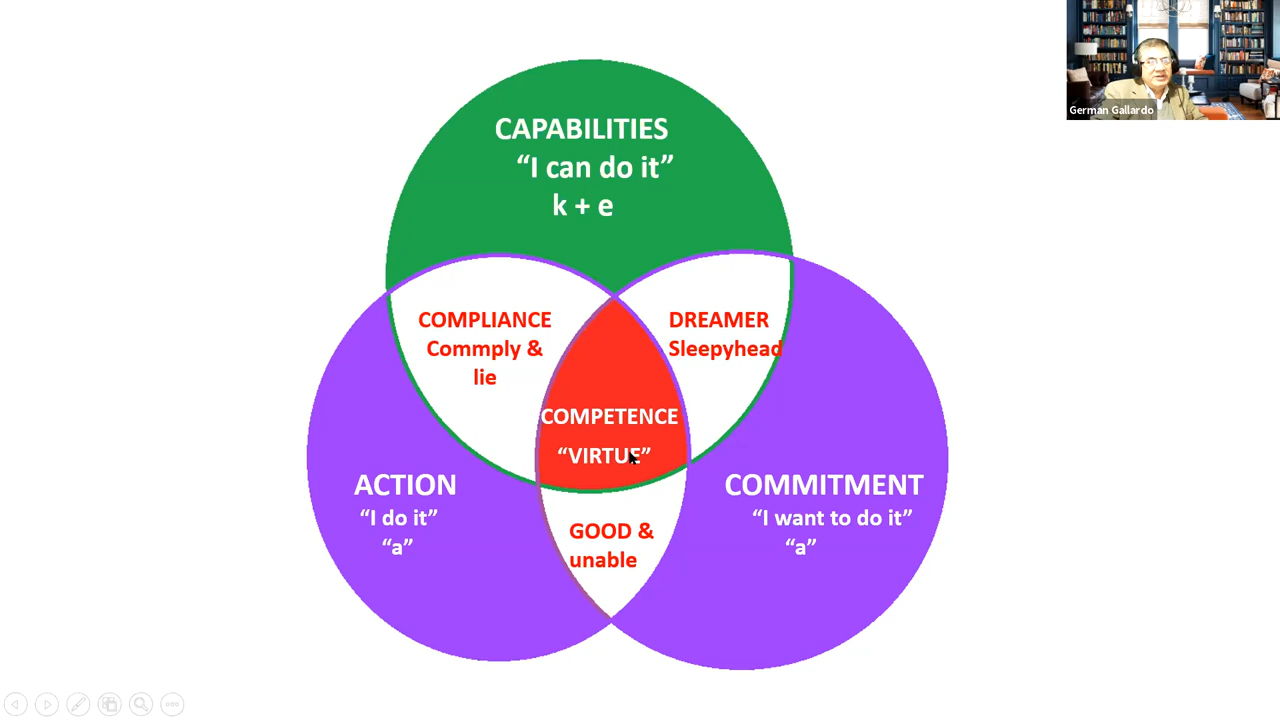 German Gallardo
CAPABILITIES
“I can do it”
k + e
COMPLIANCE
Commply &
lie
DREAMER
Sleepyhead
COMPETENCE
“VIRTUE”
ACTION
“I do it”
“a”
COMMITMENT
“I want to do it”
“a”
GOOD &
unable